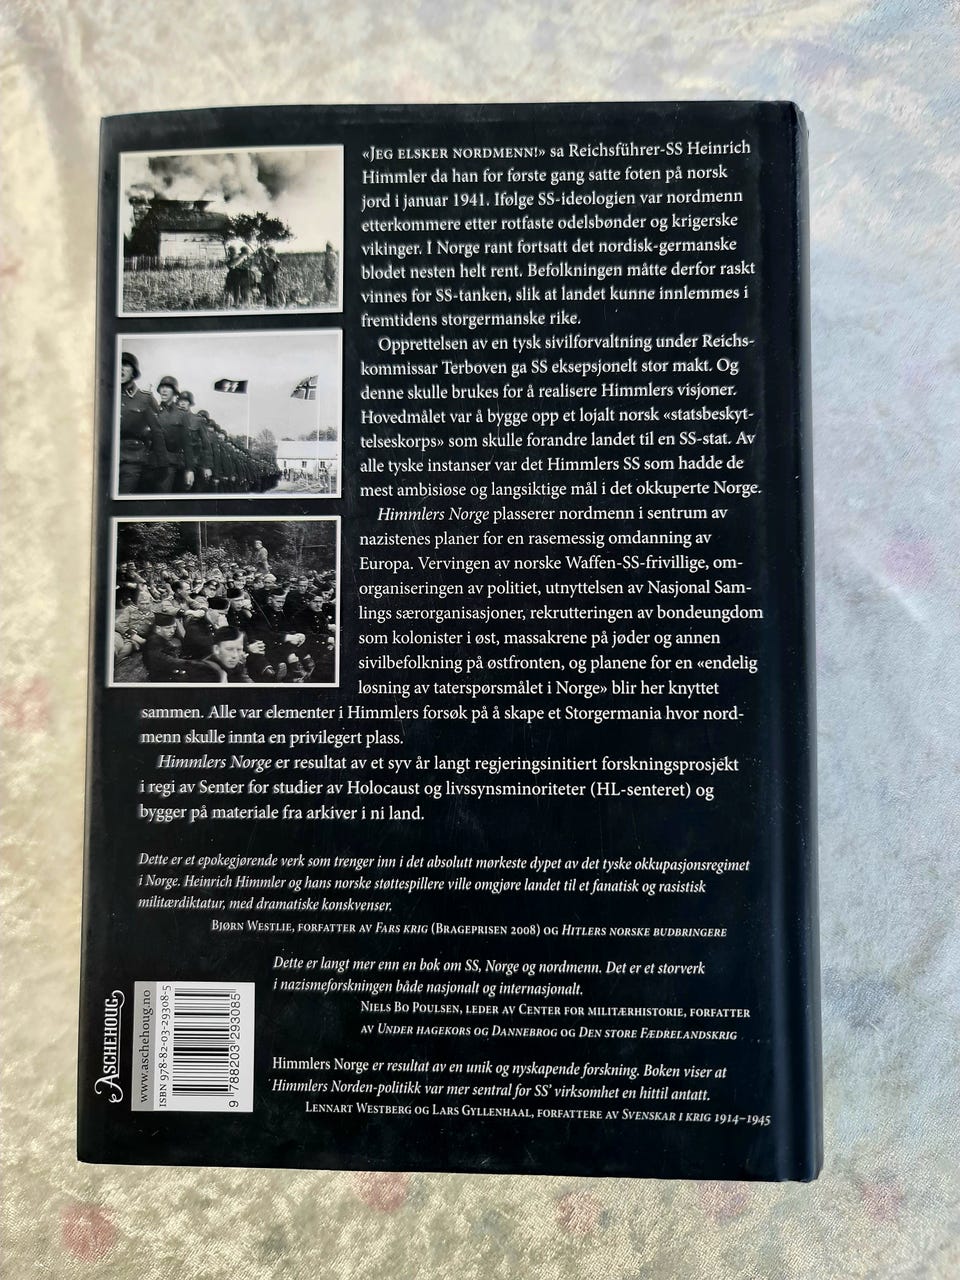 «JEG ELSKER NORDMENN!» sa Reichsführer-SS Heinrich
Himmler da han for første gang satte foten på norsk
jord i januar 1941. Ifølge SS-ideologien var nordmenn
etterkommere etter rotfaste odelsbønder og krigerske
vikinger. I Norge rant fortsatt det nordisk-germanske
blodet nesten helt rent. Befolkningen måtte derfor raskt
vinnes for SS-tanken, slik at landet kunne innlemmes i
fremtidens storgermanske rike.
Opprettelsen av en tysk sivilforvaltning under Reichs-
kommissar Terboven ga SS eksepsjonelt stor makt. Og
denne skulle brukes for å realisere Himmlers visjoner.
Hovedmålet var å bygge opp et lojalt norsk «statsbeskyt-
telseskorps» som skulle forandre landet til en SS-stat. Av
alle tyske instanser var det Himmlers SS som hadde de
mest ambisiøse og langsiktige mål i det okkuperte Norge.
Himmlers Norge plasserer nordmenn i sentrum av
nazistenes planer for en rasemessig omdanning av
Europa. Vervingen av norske Waffen-SS-frivillige, om-
organiseringen av politiet, utnyttelsen av Nasjonal Sam-
lings særorganisasjoner, rekrutteringen av bondeungdom
som kolonister i øst, massakrene på jøder og annen
sivilbefolkning på østfronten, og planene for en «endelig
løsning av taterspørsmålet i Norge» blir her knyttet
sammen. Alle var elementer i Himmlers forsøk på å skape et Storgermania hvor nord-
menn skulle innta en privilegert plass.
Himmlers Norge er resultat av et syv år langt regjeringsinitiert forskningsprosjekt
i regi av Senter for studier av Holocaust og livssynsminoriteter (HL-senteret) og
bygger på materiale fra arkiver i ni land.
Dette er et epokegjørende verk som trenger inn i det absolutt mørkeste dypet av det tyske okkupasjonsregimet
i Norge. Heinrich Himmler og hans norske støttespillere ville omgjøre landet til et fanatisk og rasistisk
militærdiktatur, med dramatiske konskvenser.
BJØRN WESTLIE, FORFATTER AV FARS KRIG (BRAGEPRISEN 2008) OG HITLERS NORSKE BUDBRINGERE
Dette er langt mer enn en bok om SS, Norge og nordmenn. Det er et storverk
i nazismeforskningen både nasjonalt og internasjonalt.
NIELS BO POULSEN, LEDER AV CENTER FOR MILITÆRHISTORIE, FORFATTER
AV UNDER HAGEKORS OG DANNEBROG OG DEN STORE FÆDRELANDSKRIG
Himmlers Norge er resultat av en unik og nyskapende forskning. Boken viser at
Himmlers Norden-politikk var mer sentral for SS' virksomhet en hittil antatt.
LENNART WESTBERG OG LARS GYLLENHAAL, FORFATTERE AV SVENSKAR I KRIG 1914–1945
ASCHEHOUG
www.aschehoug.no
ISBN 978-82-03-29308-5
9 788203 293085